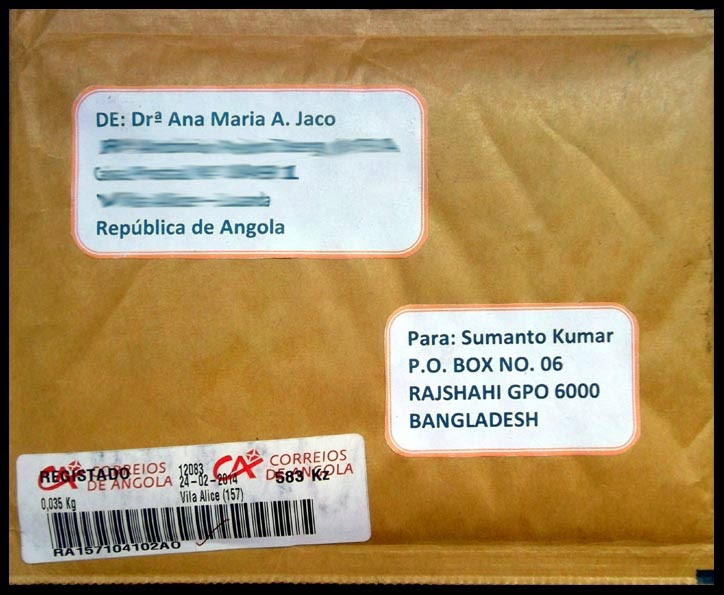 DE: Drª Ana Maria A. Jaco
República de Angola
Para: Sumanto Kumar
P.O. BOX NO. 06
RAJSHAHI GPO 6000
BANGLADESH
REGISTADO
CORREIOS
DE ANGOLA
12083
24-02-2014
CORREIOS
DE ANGOLA
583 Kz
0,035 Kg
Vila Alice (157)
RA157104102AO